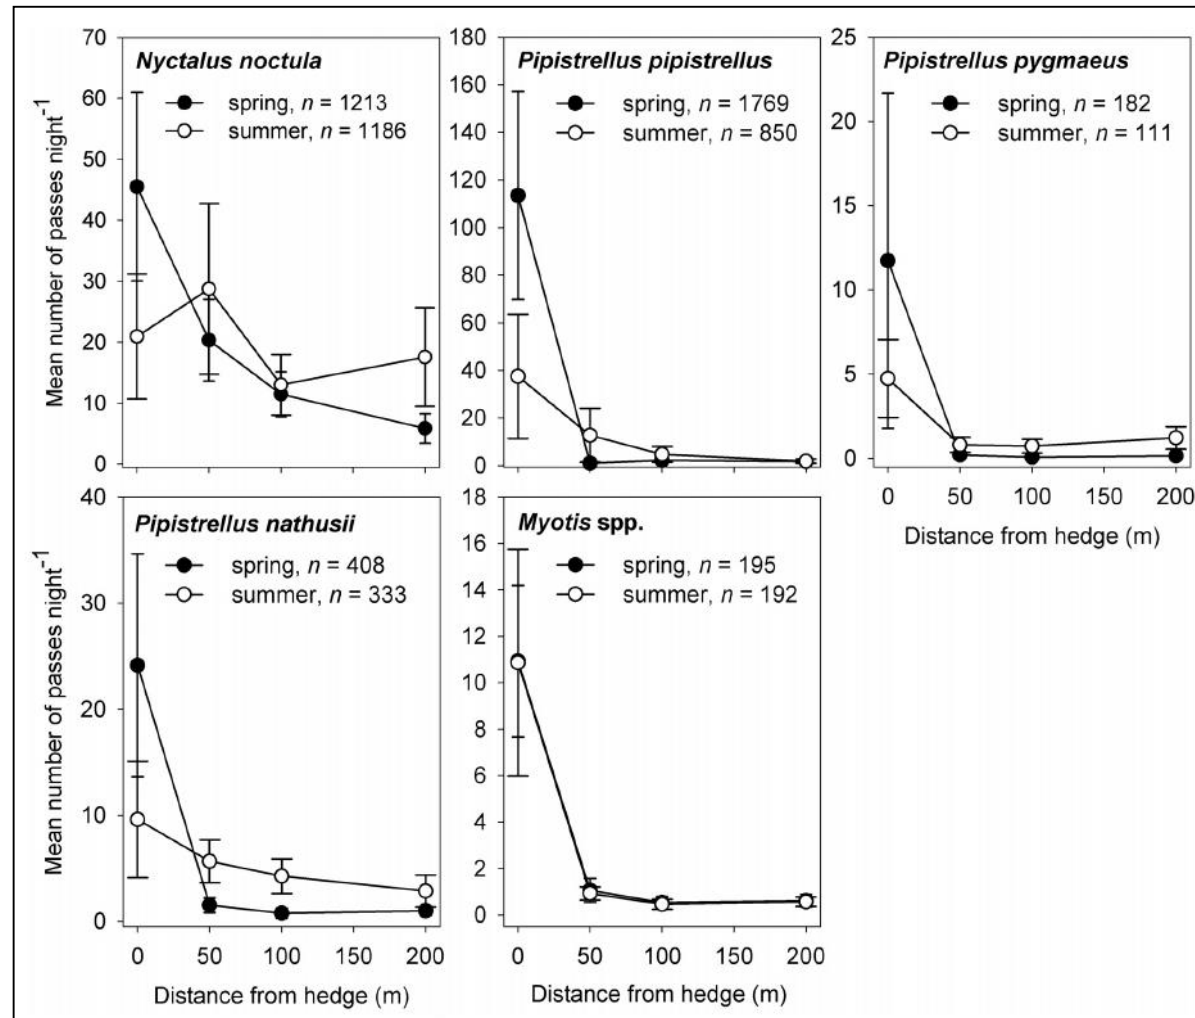 Nyctalus noctula
spring, n = 1213
summer, n = 1186
70
60
50
40
30
20
10
0
Mean number of passes night⁻¹
Pipistrellus pipistrellus
spring, n = 1769
summer, n = 850
180
160
140
120
100
80
60
40
20
0
Pipistrellus pygmaeus
spring, n = 182
summer, n = 111
25
20
15
10
5
0
0 50 100 150 200
Distance from hedge (m)
Pipistrellus nathusii
spring, n = 408
summer, n = 333
40
30
20
10
0
Mean number of passes night⁻¹
0 50 100 150 200
Distance from hedge (m)
Myotis spp.
spring, n = 195
summer, n = 192
18
16
14
12
10
8
6
4
2
0
0 50 100 150 200
Distance from hedge (m)